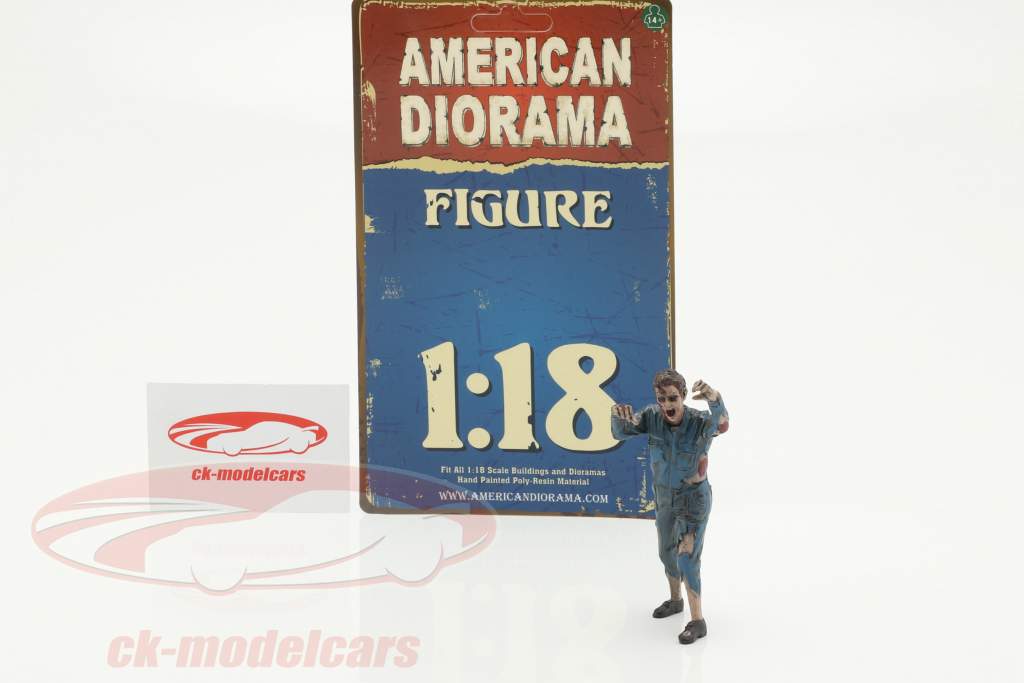 14+
AMERICAN
DIORAMA
FIGURE
1:18
Fit All 1:18 Scale Buildings and Dioramas
Hand Painted Poly-Resin Material
WWW.AMERICANDIORAMA.COM
ck-modelcars
ck-modelcars